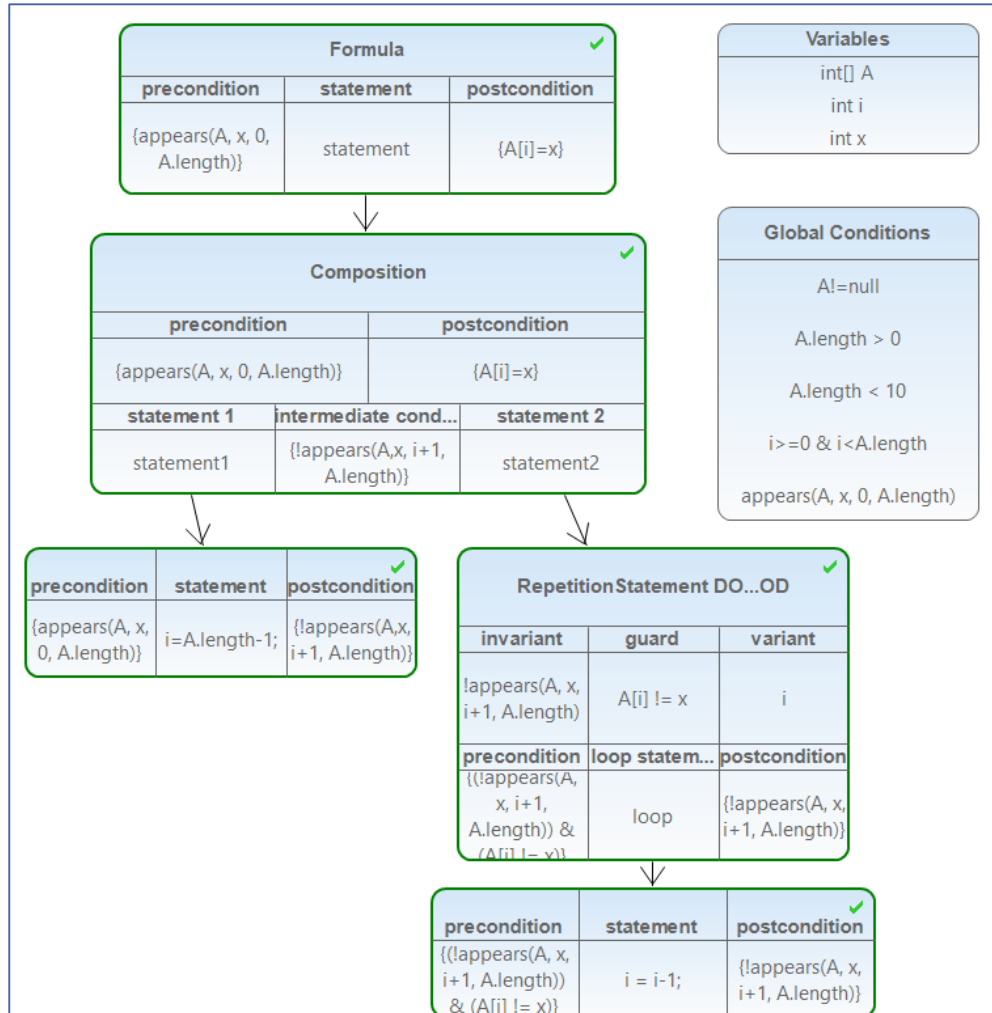 Formula
precondition statement postcondition
{appears(A, x, 0,
A.length)}
statement
{A[i]=x}
Variables
int[] A
int i
int x
Composition
precondition postcondition
{appears(A, x, 0, A.length)} {A[i]=x}
statement 1 intermediate cond... statement 2
statement1
{!appears(A,x, i+1,
A.length)}
statement2
Global Conditions
A!=null
A.length > 0
A.length < 10
i>=0 & i<A.length
appears(A, x, 0, A.length)
precondition statement postcondition
{appears(A, x,
0, A.length)}
i=A.length-1;
{!appears(A,x,
i+1, A.length)}
RepetitionStatement DO...OD
invariant guard variant
!appears(A, x,
i+1, A.length)
A[i] != x
i
precondition loop statem... postcondition
{(!appears(A,
x, i+1,
A.length)) &
(A[i] != x)}
loop
{!appears(A, x,
i+1, A.length)}
precondition statement postcondition
{(!appears(A, x,
i+1, A.length))
& (A[i] != x)}
i = i-1;
{!appears(A, x,
i+1, A.length)}